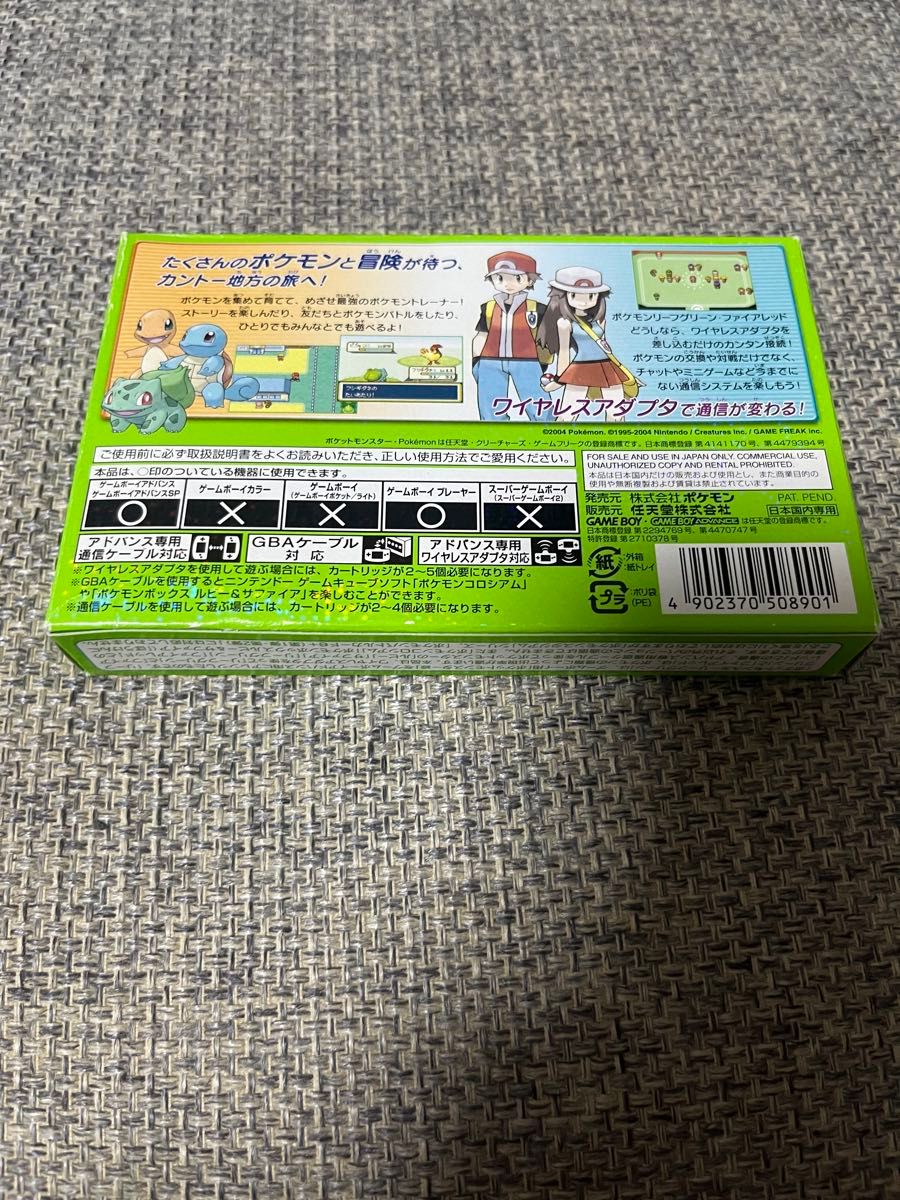 たくさんのポケモンと冒険が待つ、
カントー地方の旅へ!
ポケモンを集めて育てて、めざせ最強のポケモントレーナー!
ストーリーを楽しんだり、友だちとポケモンバトルをしたり、
ひとりでもみんなとでも遊べるよ!
フシギダネの
たいあたり!
ポケモンリーフグリーン・ファイアレッド
どうしなら、ワイヤレスアダプタを
差し込むだけのカンタン接続!
ポケモンの交換や対戦だけでなく、
チャットやミニゲームなど今までに
ない通信システムを楽しもう!
ワイヤレスアダプタで通信が変わる!
©2004 Pokémon. ©1995-2004 Nintendo / Creatures Inc. / GAME FREAK inc.
ポケットモンスター・Pokémonは任天堂・クリーチャーズ・ゲームフリークの登録商標です。日本商標登録 第4141170号、第4479394号
ご使用前に必ず取扱説明書をよくお読みいただき、正しい使用方法でご愛用ください。
本品は、○印のついている機器に使用できます。
ゲームボーイアドバンス
ゲームボーイアドバンスSP
○
ゲームボーイカラー
×
ゲームボーイ
(ゲームボーイポケット/ライト)
×
ゲームボーイ プレーヤー
○
スーパーゲームボーイ
(スーパーゲームボーイ2)
×
アドバンス専用
通信ケーブル対応
GBAケーブル
対応
アドバンス専用
ワイヤレスアダプタ対応
※ワイヤレスアダプタを使用して遊ぶ場合には、カートリッジが2〜5個必要になります。
※GBAケーブルを使用するとニンテンドー ゲームキューブソフト「ポケモンコロシアム」
や「ポケモンボックス ルビー&サファイア」を楽しむことができます。
※通信ケーブルを使用して遊ぶ場合には、カートリッジが2〜4個必要になります。
FOR SALE AND USE IN JAPAN ONLY. COMMERCIAL USE,
UNAUTHORIZED COPY AND RENTAL PROHIBITED.
本品は日本国内だけの販売および使用とし、また商業目的の
使用や無断複製および賃貸は禁止されています。
発売元 株式会社ポケモン PAT. PEND.
販売元 任天堂株式会社 日本国内専用
GAME BOY・GAME BOY ADVANCE は任天堂の登録商標です。
日本商標登録 第2294769号、第4470747号
特許登録 第2710378号
紙
:外箱
:紙トレイ
プラ
:ポリ袋
(PE)
4 902370 508901